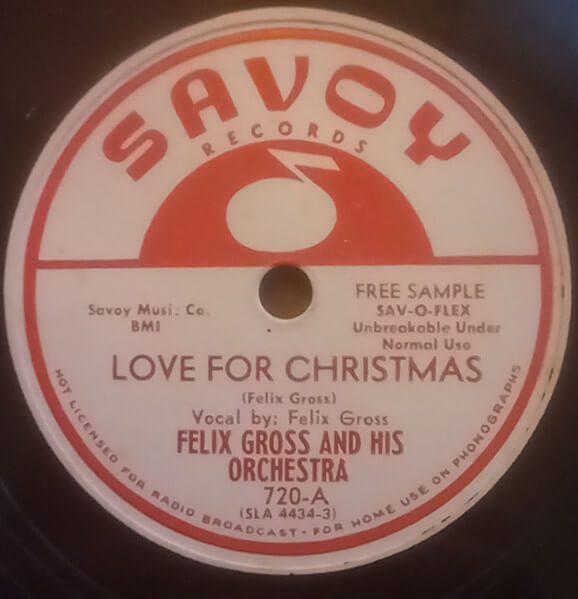 SAVOY
RECORDS
Savoy Music Co.
BMI
FREE SAMPLE
SAV-O-FLEX
Unbreakable Under
Normal Use
LOVE FOR CHRISTMAS
(Felix Gross)
Vocal by: Felix Gross
FELIX GROSS AND HIS
ORCHESTRA
720-A
(SLA 4434-3)
NOT LICENSED FOR RADIO BROADCAST - FOR HOME USE ON PHONOGRAPHS